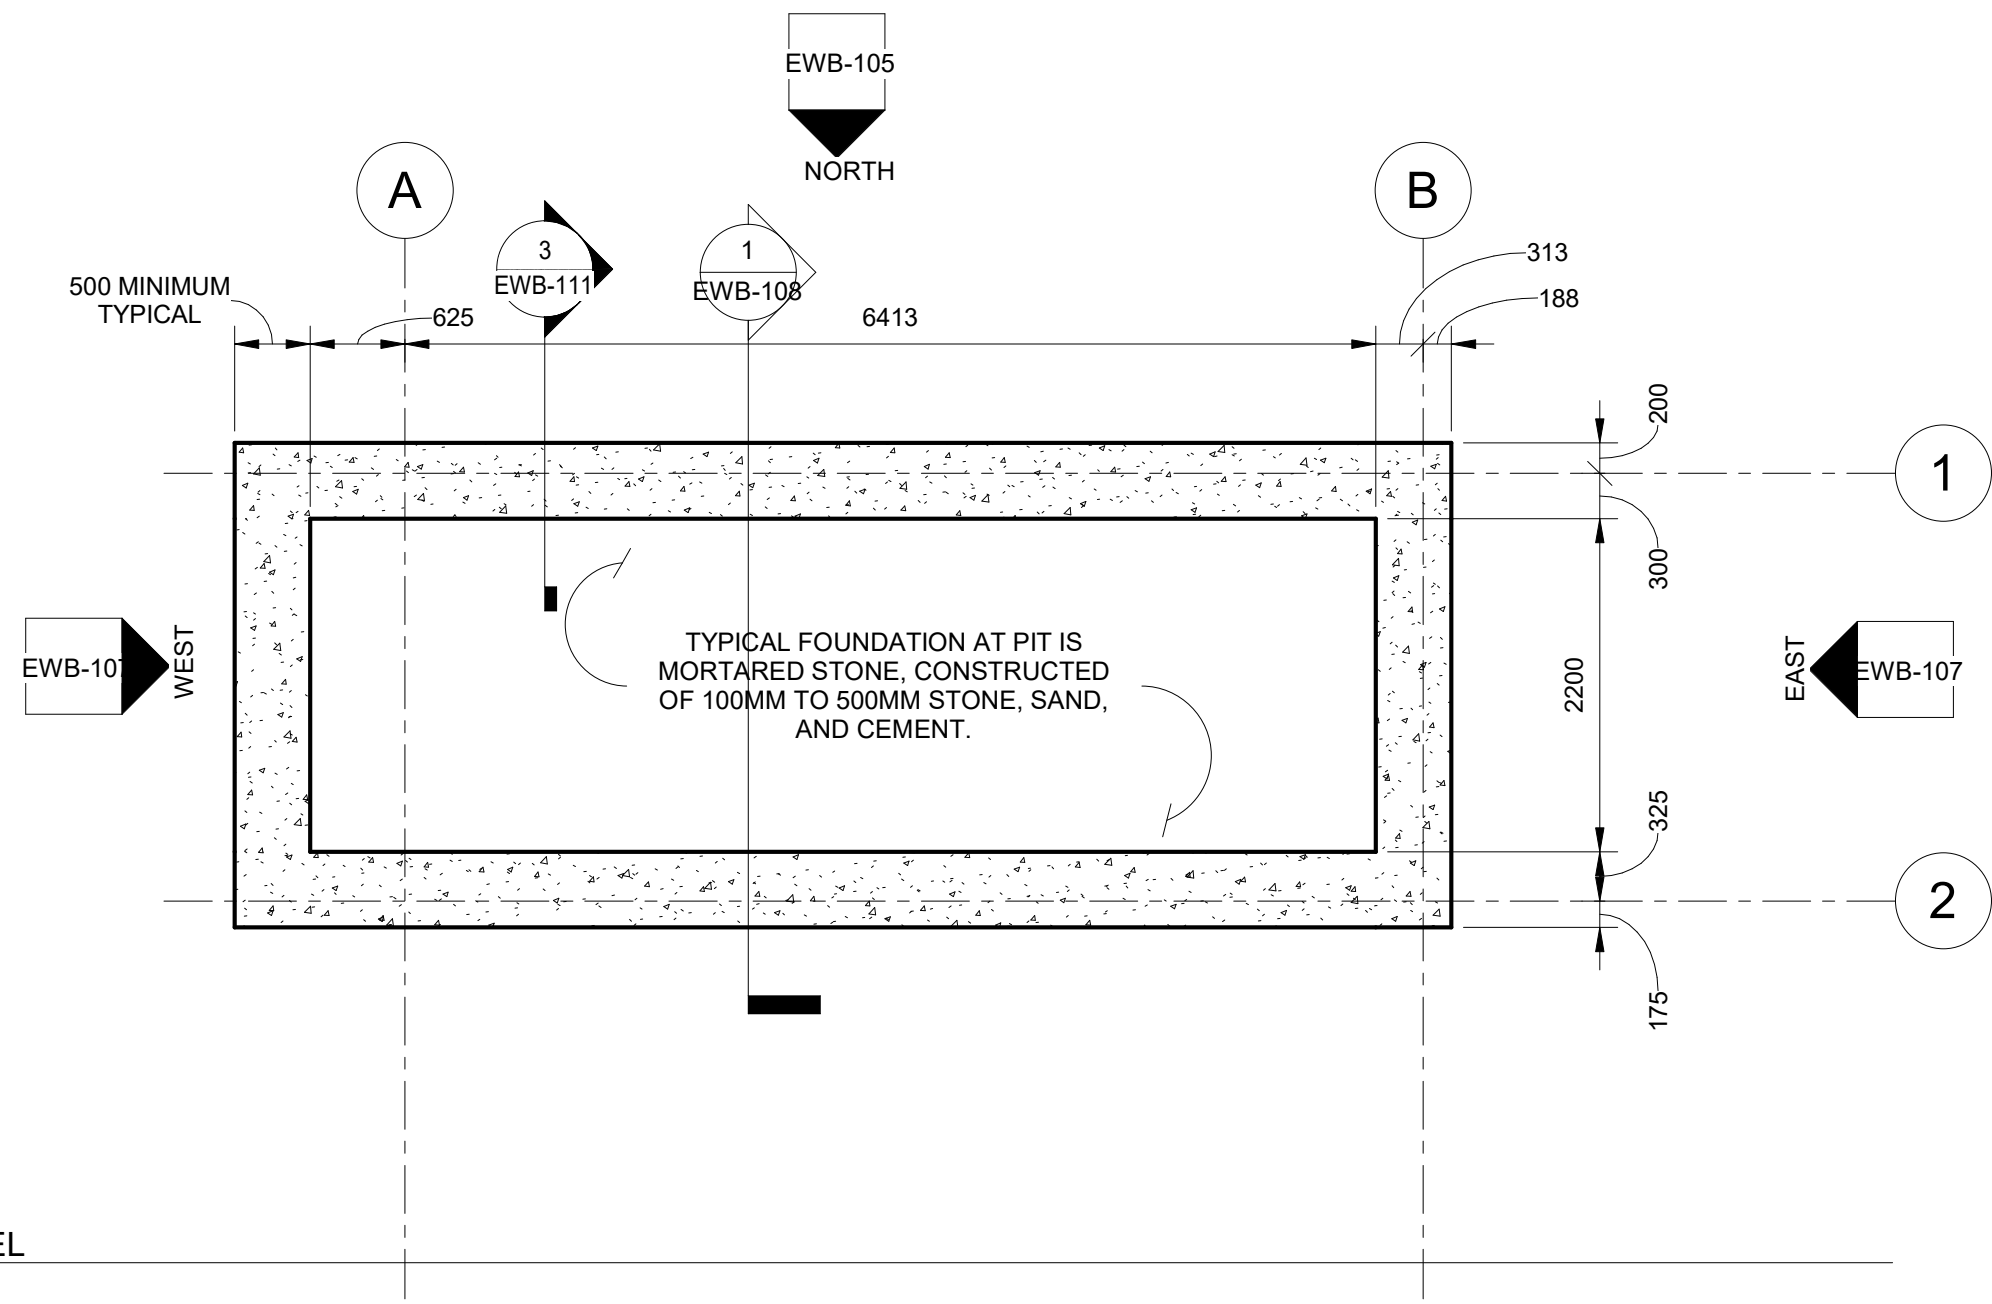 EWB-105
NORTH
A
B
3
EWB-111
1
EWB-108
313
188
500 MINIMUM
TYPICAL
625
6413
200
1
300
TYPICAL FOUNDATION AT PIT IS
MORTARED STONE, CONSTRUCTED
OF 100MM TO 500MM STONE, SAND,
AND CEMENT.
EWB-107
WEST
2200
EAST
EWB-107
325
2
175
EL